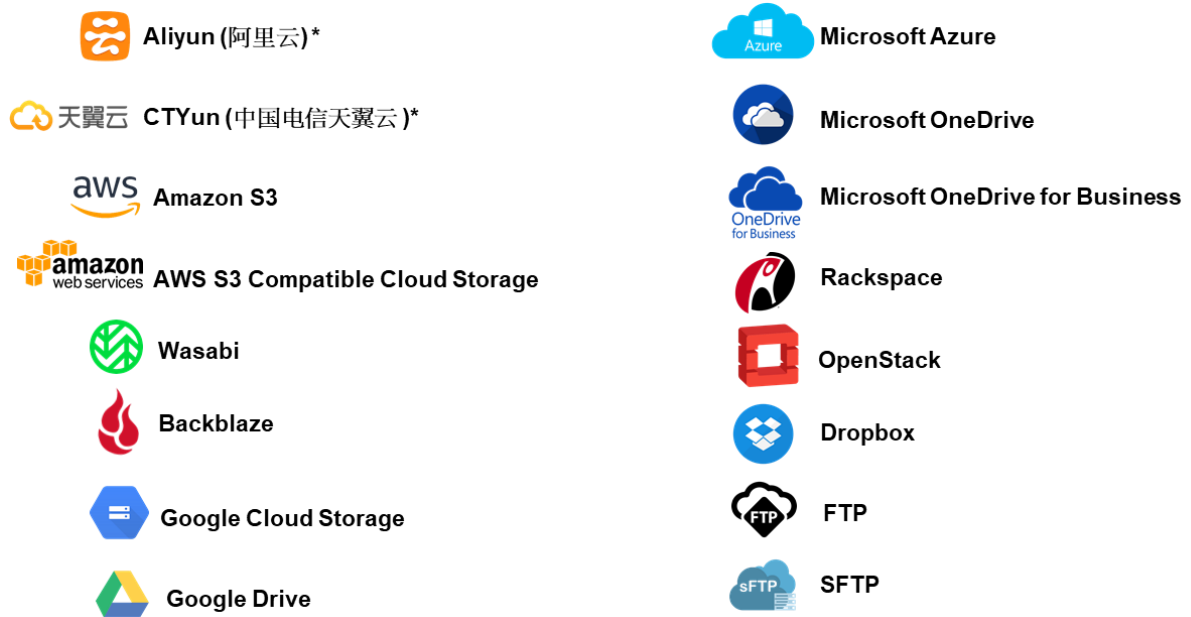 Aliyun (阿里云)*
天翼云 CTYun (中国电信天翼云)*
aws Amazon S3
amazon
web services
AWS S3 Compatible Cloud Storage
Wasabi
Backblaze
Google Cloud Storage
Google Drive
Azure Microsoft Azure
Microsoft OneDrive
Microsoft OneDrive for Business
OneDrive
for Business
Rackspace
OpenStack
Dropbox
FTP FTP
sFTP SFTP